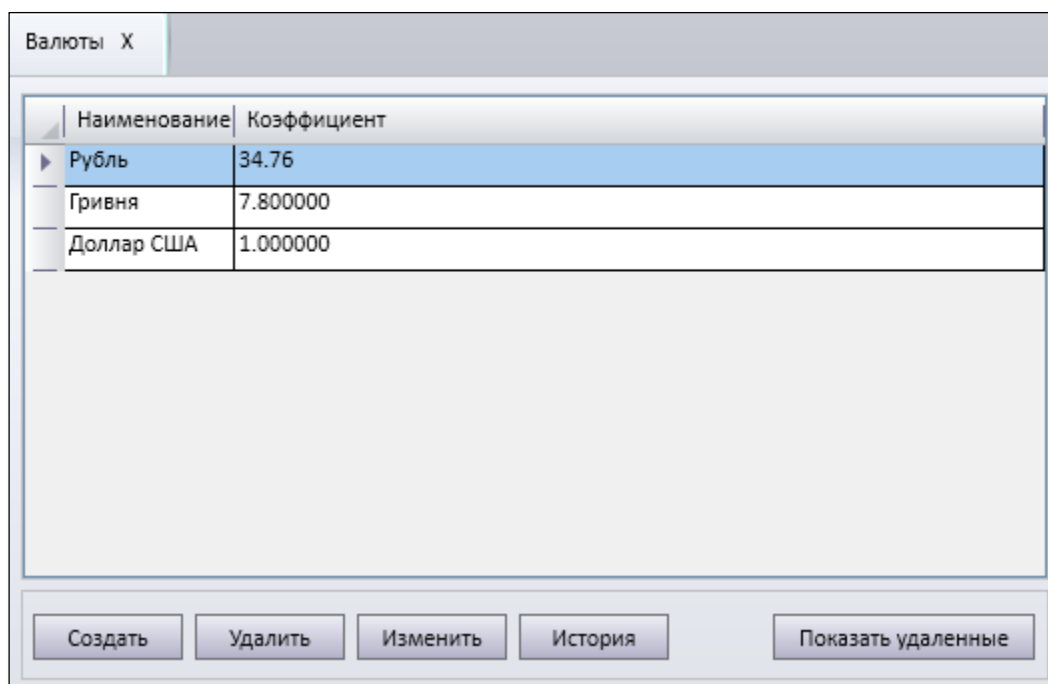 Валюты X
Наименование Коэффициент
Рубль 34.76
Гривня 7.800000
Доллар США 1.000000
Создать Удалить Изменить История Показать удаленные